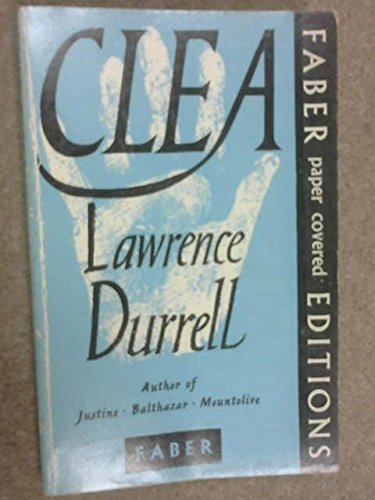 CLEA
Lawrence
Durrell
Author of
Justine · Balthazar · Mountolive
FABER
FABER paper covered EDITIONS